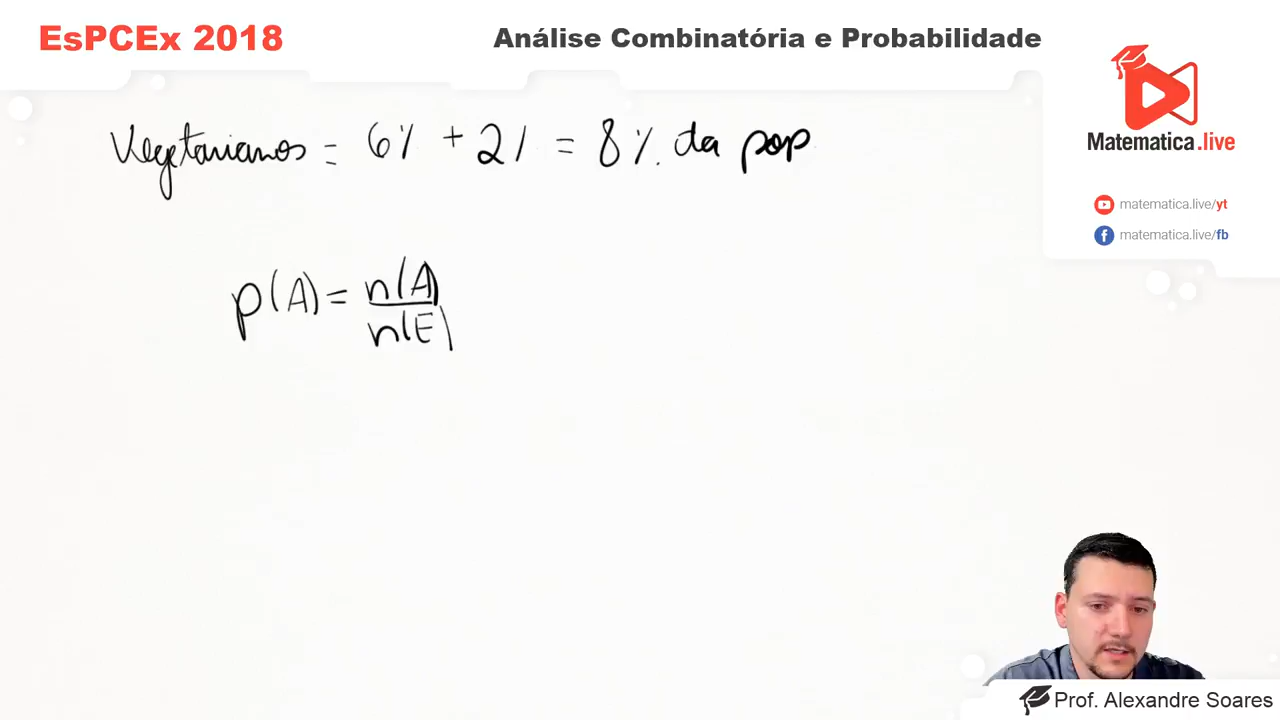 EsPCEx 2018
Análise Combinatória e Probabilidade
Matematica.live
matematica.live/yt
matematica.live/fb
Vegetarianos = 6% + 2% = 8%. da pop
p(A) = n(A)
n(E)
Prof. Alexandre Soares